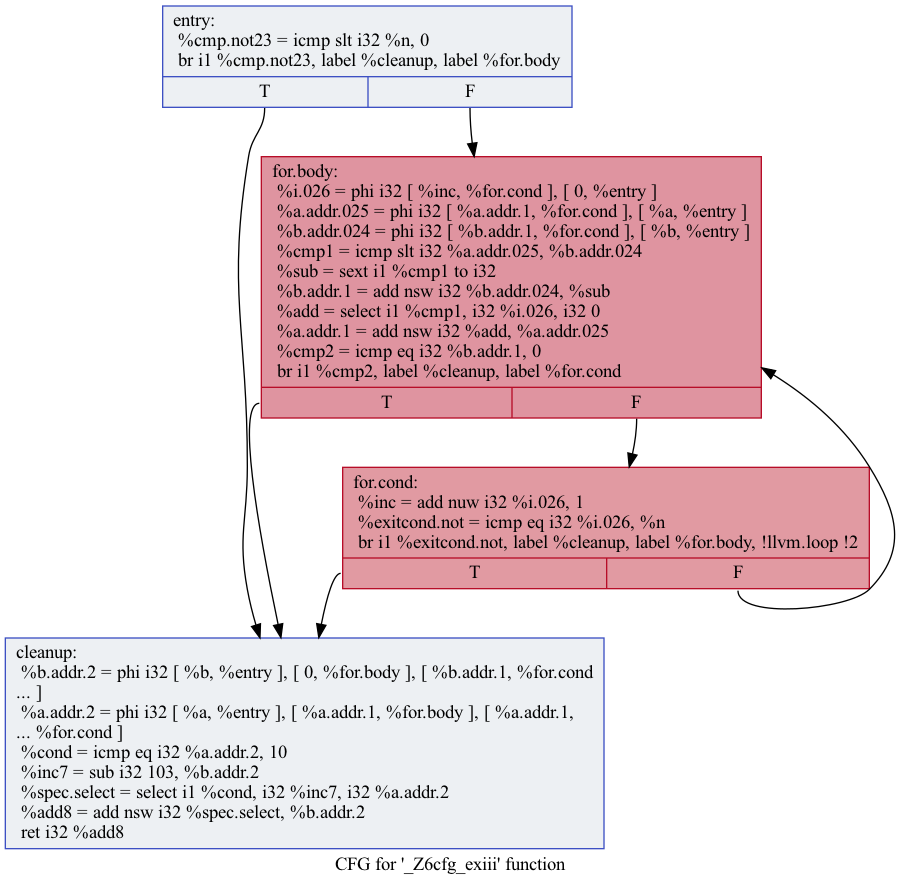 entry:
%cmp.not23 = icmp slt i32 %n, 0
br i1 %cmp.not23, label %cleanup, label %for.body
T F
for.body:
%i.026 = phi i32 [ %inc, %for.cond ], [ 0, %entry ]
%a.addr.025 = phi i32 [ %a.addr.1, %for.cond ], [ %a, %entry ]
%b.addr.024 = phi i32 [ %b.addr.1, %for.cond ], [ %b, %entry ]
%cmp1 = icmp slt i32 %a.addr.025, %b.addr.024
%sub = sext i1 %cmp1 to i32
%b.addr.1 = add nsw i32 %b.addr.024, %sub
%add = select i1 %cmp1, i32 %i.026, i32 0
%a.addr.1 = add nsw i32 %add, %a.addr.025
%cmp2 = icmp eq i32 %b.addr.1, 0
br i1 %cmp2, label %cleanup, label %for.cond
T F
for.cond:
%inc = add nuw i32 %i.026, 1
%exitcond.not = icmp eq i32 %i.026, %n
br i1 %exitcond.not, label %cleanup, label %for.body, !llvm.loop !2
T F
cleanup:
%b.addr.2 = phi i32 [ %b, %entry ], [ 0, %for.body ], [ %b.addr.1, %for.cond
... ]
%a.addr.2 = phi i32 [ %a, %entry ], [ %a.addr.1, %for.body ], [ %a.addr.1,
... %for.cond ]
%cond = icmp eq i32 %a.addr.2, 10
%inc7 = sub i32 103, %b.addr.2
%spec.select = select i1 %cond, i32 %inc7, i32 %a.addr.2
%add8 = add nsw i32 %spec.select, %b.addr.2
ret i32 %add8
CFG for '_Z6cfg_exiii' function